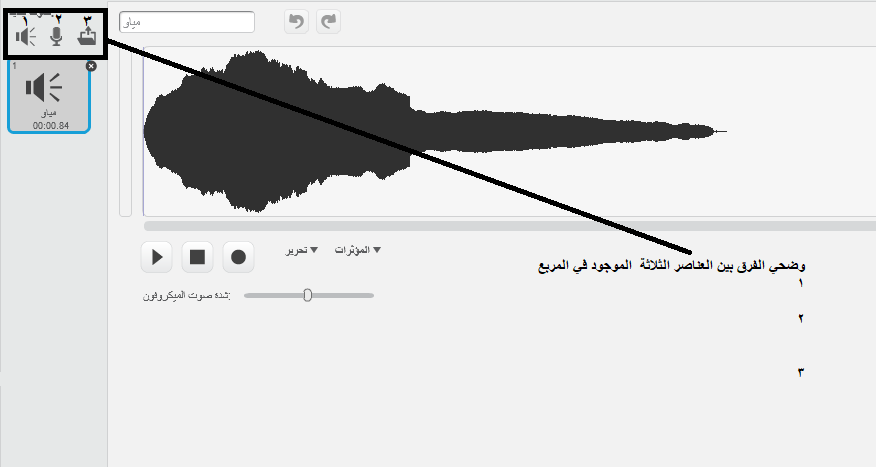 ١ ٢ ٣
مياو
1
مياو
00:00.84
تحرير
المؤثرات
شدة صوت الميكروفون:
وضحي الفرق بين العناصر الثلاثة الموجود في المربع
١
٢
٣